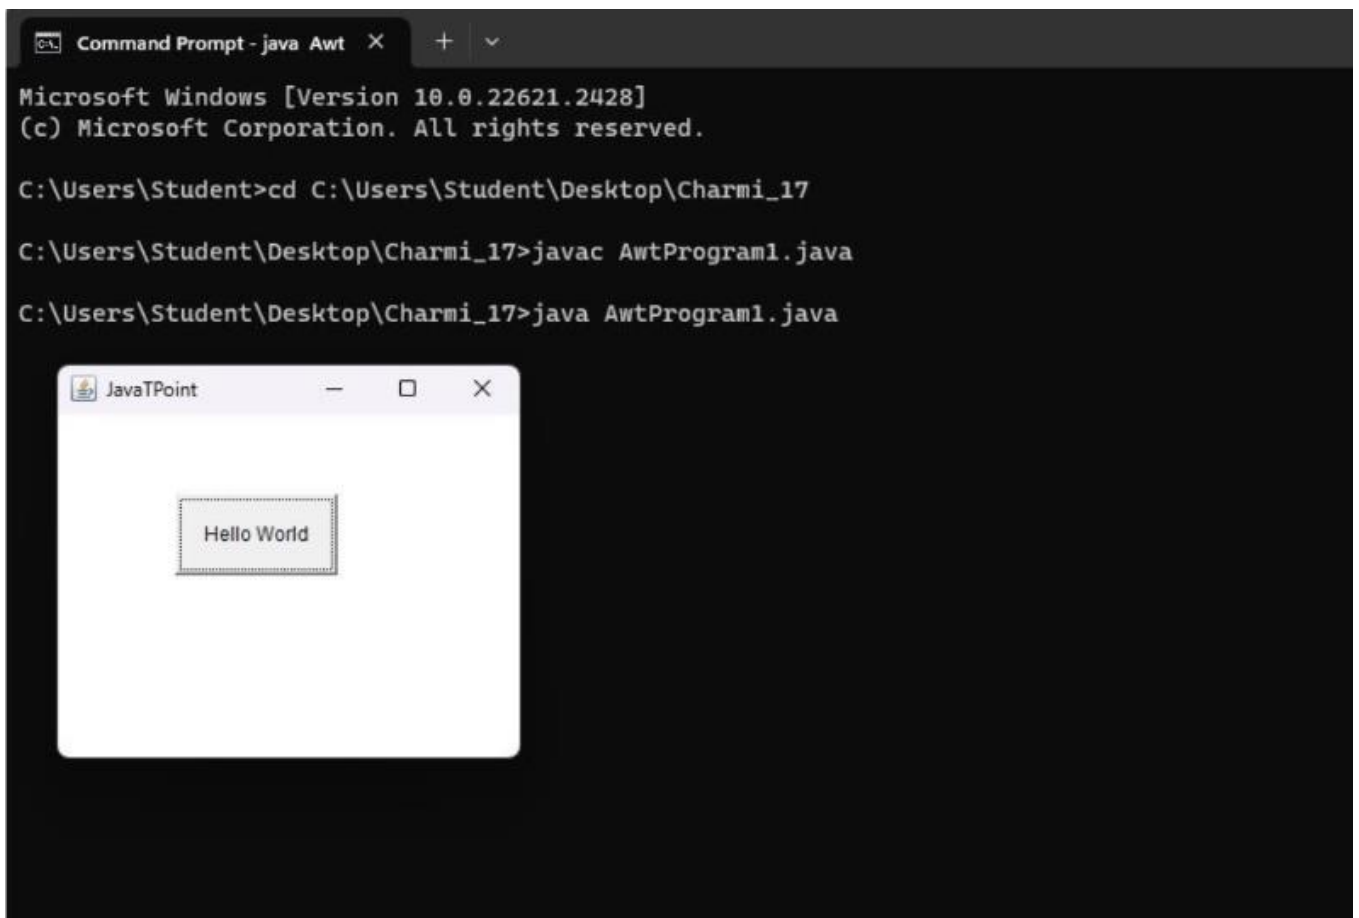 Command Prompt - java Awt
Microsoft Windows [Version 10.0.22621.2428]
(c) Microsoft Corporation. All rights reserved.
C:\Users\Student>cd C:\Users\Student\Desktop\Charmi_17
C:\Users\Student\Desktop\Charmi_17>javac AwtProgram1.java
C:\Users\Student\Desktop\Charmi_17>java AwtProgram1.java
JavaTPoint
Hello World